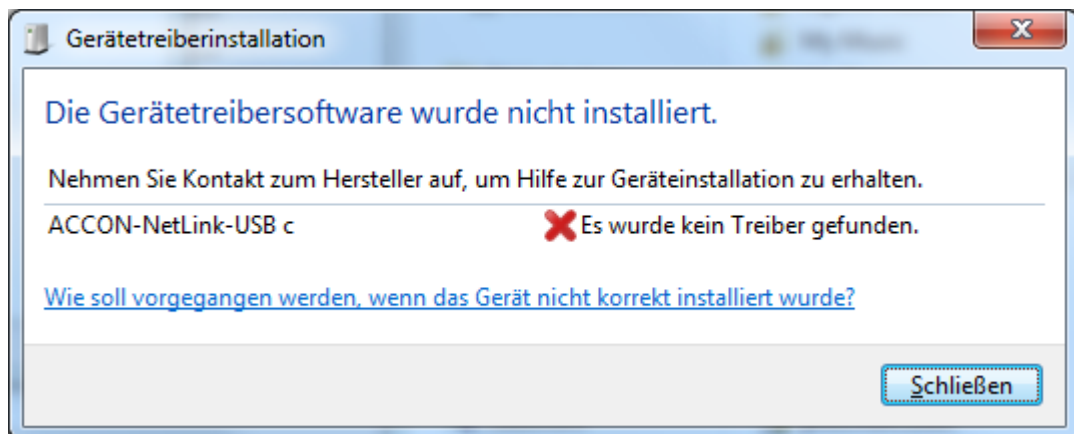 Gerätetreiberinstallation
Die Gerätetreibersoftware wurde nicht installiert.
Nehmen Sie Kontakt zum Hersteller auf, um Hilfe zur Geräteinstallation zu erhalten.
ACCON-NetLink-USB c Es wurde kein Treiber gefunden.
Wie soll vorgegangen werden, wenn das Gerät nicht korrekt installiert wurde?
Schließen